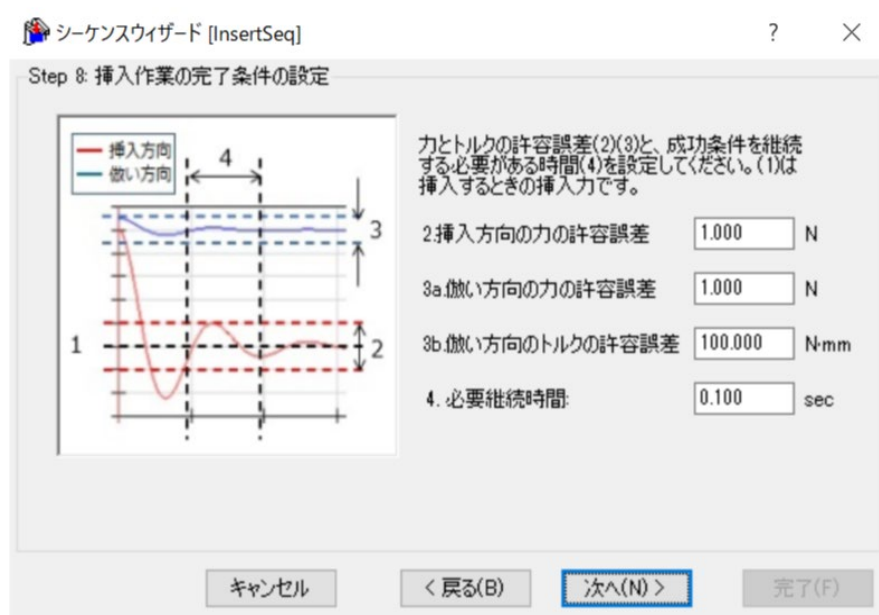 シーケンスウィザード [InsertSeq]
? ×
Step 8: 挿入作業の完了条件の設定
挿入方向
倣い方向
4
3
1
2
力とトルクの許容誤差(2)(3)と、成功条件を継続
する必要がある時間(4)を設定してください。(1)は
挿入するときの挿入力です。
2.挿入方向の力の許容誤差 1.000 N
3a.倣い方向の力の許容誤差 1.000 N
3b.倣い方向のトルクの許容誤差 100.000 N·mm
4. 必要継続時間: 0.100 sec
キャンセル < 戻る(B) 次へ(N) > 完了(F)